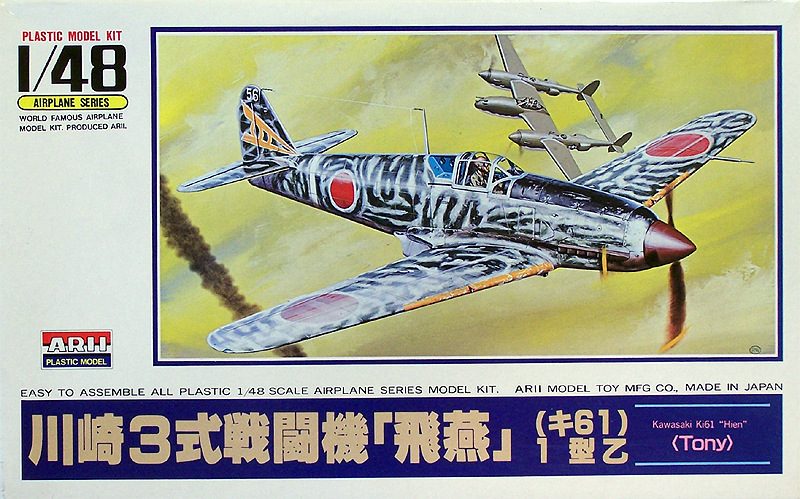 PLASTIC MODEL KIT
1/48
AIRPLANE SERIES
WORLD FAMOUS AIRPLANE
MODEL KIT. PRODUCED ARII.
56
ARII
PLASTIC MODEL
EASY TO ASSEMBLE ALL PLASTIC 1/48 SCALE AIRPLANE SERIES MODEL KIT. ARII MODEL TOY MFG CO., MADE IN JAPAN
川崎3式戦闘機「飛燕」
(キ61)
1型乙
Kawasaki Ki61 "Hien"
〈Tony〉